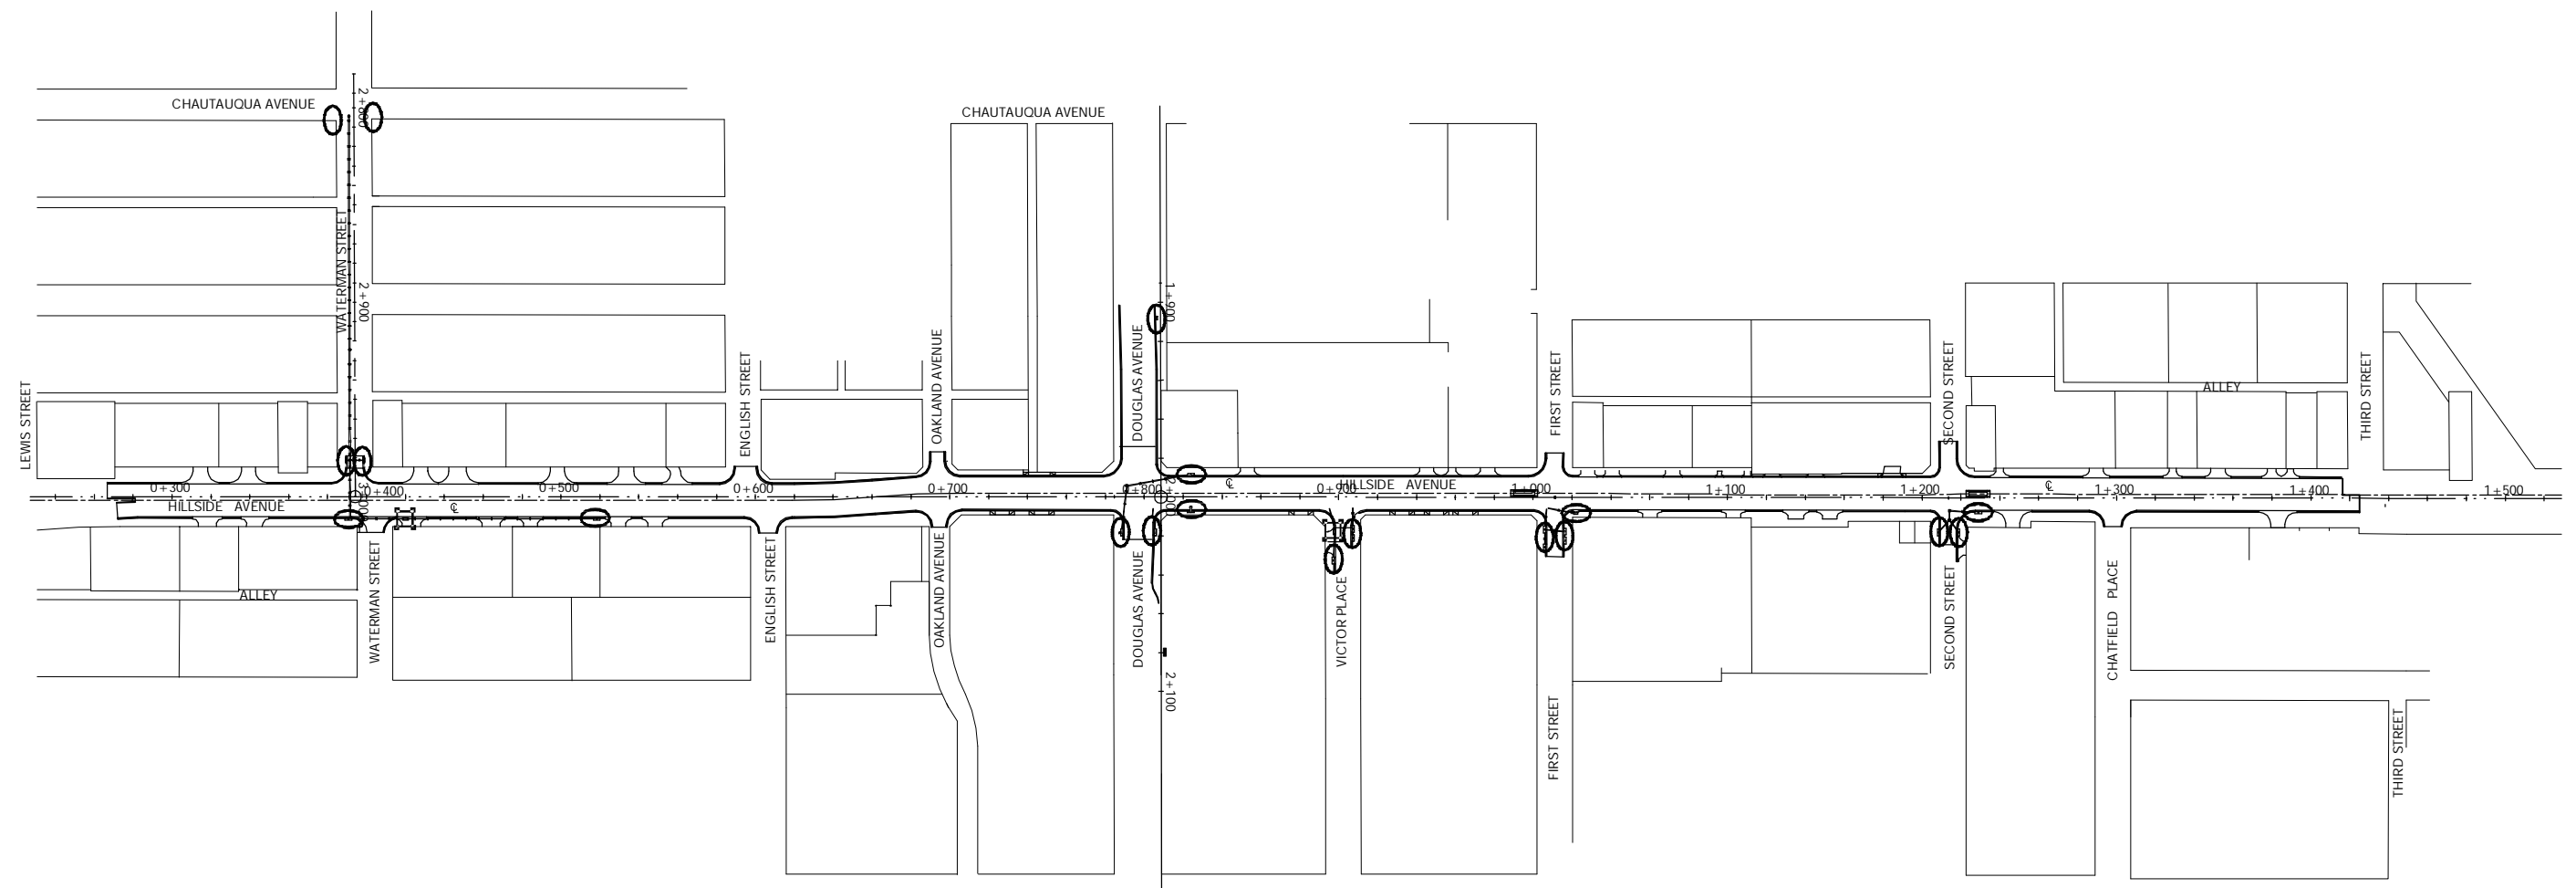 CHAUTAUQUA AVENUE
2+800
CHAUTAUQUA AVENUE
WATERMAN STREET
2+900
1+900
LEWIS STREET
ENGLISH STREET
OAKLAND AVENUE
DOUGLAS AVENUE
FIRST STREET
SECOND STREET
ALLEY
THIRD STREET
0+300
0+400
0+500
0+600
0+700
0+800
0+900
1+000
1+100
1+200
1+300
1+400
1+500
HILLSIDE AVENUE
℄
℄
HILLSIDE AVENUE
℄
ALLEY
WATERMAN STREET
ENGLISH STREET
OAKLAND AVENUE
DOUGLAS AVENUE
2+100
VICTOR PLACE
FIRST STREET
SECOND STREET
CHATFIELD PLACE
THIRD STREET